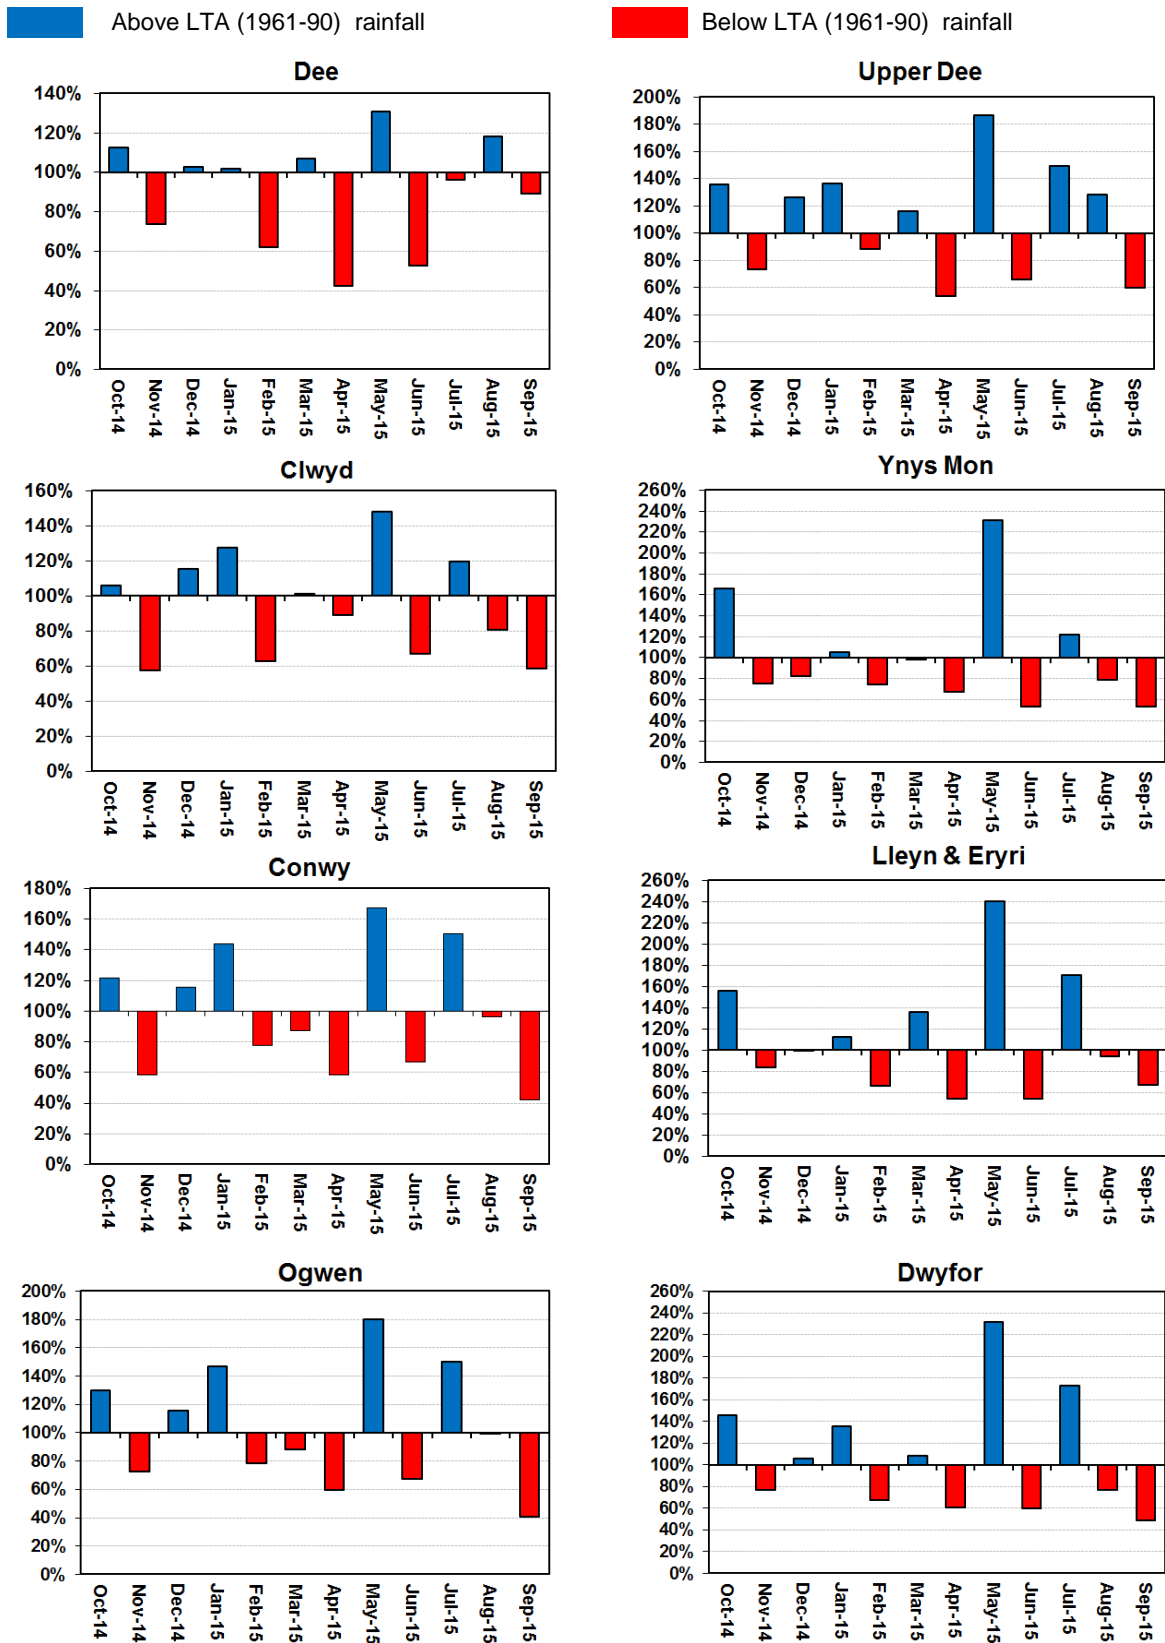 Above LTA (1961-90) rainfall
Below LTA (1961-90) rainfall
Dee
140%
120%
100%
80%
60%
40%
20%
0%
Oct-14
Nov-14
Dec-14
Jan-15
Feb-15
Mar-15
Apr-15
May-15
Jun-15
Jul-15
Aug-15
Sep-15
Upper Dee
200%
180%
160%
140%
120%
100%
80%
60%
40%
20%
0%
Oct-14
Nov-14
Dec-14
Jan-15
Feb-15
Mar-15
Apr-15
May-15
Jun-15
Jul-15
Aug-15
Sep-15
Clwyd
160%
140%
120%
100%
80%
60%
40%
20%
0%
Oct-14
Nov-14
Dec-14
Jan-15
Feb-15
Mar-15
Apr-15
May-15
Jun-15
Jul-15
Aug-15
Sep-15
Ynys Mon
260%
240%
220%
200%
180%
160%
140%
120%
100%
80%
60%
40%
20%
0%
Oct-14
Nov-14
Dec-14
Jan-15
Feb-15
Mar-15
Apr-15
May-15
Jun-15
Jul-15
Aug-15
Sep-15
Conwy
180%
160%
140%
120%
100%
80%
60%
40%
20%
0%
Oct-14
Nov-14
Dec-14
Jan-15
Feb-15
Mar-15
Apr-15
May-15
Jun-15
Jul-15
Aug-15
Sep-15
Lleyn & Eryri
260%
240%
220%
200%
180%
160%
140%
120%
100%
80%
60%
40%
20%
0%
Oct-14
Nov-14
Dec-14
Jan-15
Feb-15
Mar-15
Apr-15
May-15
Jun-15
Jul-15
Aug-15
Sep-15
Ogwen
200%
180%
160%
140%
120%
100%
80%
60%
40%
20%
0%
Oct-14
Nov-14
Dec-14
Jan-15
Feb-15
Mar-15
Apr-15
May-15
Jun-15
Jul-15
Aug-15
Sep-15
Dwyfor
260%
240%
220%
200%
180%
160%
140%
120%
100%
80%
60%
40%
20%
0%
Oct-14
Nov-14
Dec-14
Jan-15
Feb-15
Mar-15
Apr-15
May-15
Jun-15
Jul-15
Aug-15
Sep-15